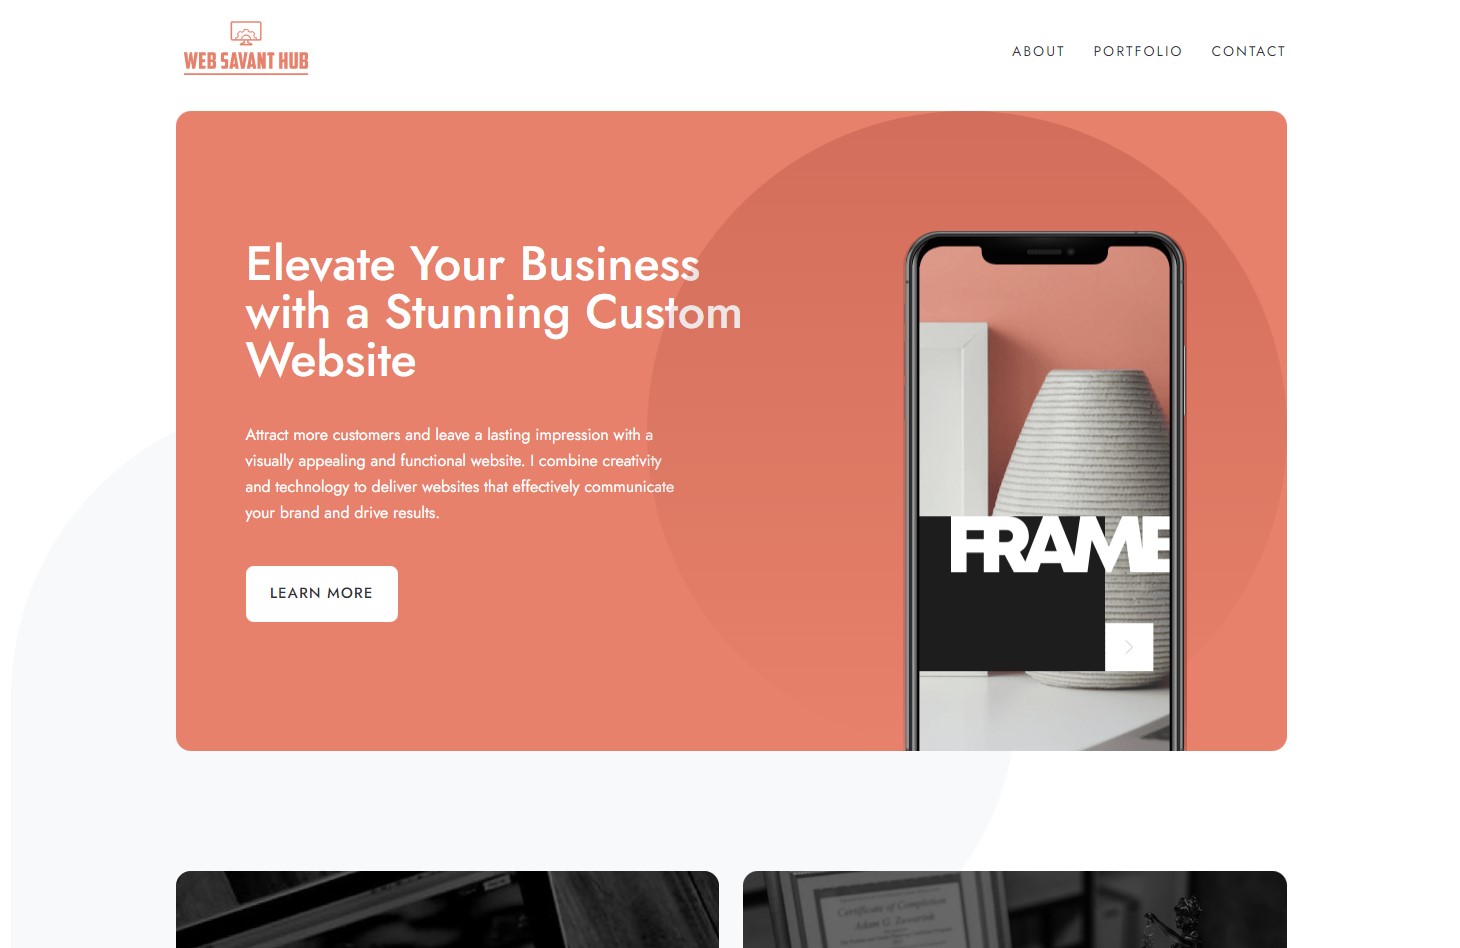 WEB SAVANT HUB
ABOUT PORTFOLIO CONTACT
Elevate Your Business
with a Stunning Custom
Website
Attract more customers and leave a lasting impression with a
visually appealing and functional website. I combine creativity
and technology to deliver websites that effectively communicate
your brand and drive results.
LEARN MORE
FRAME
Certificate of Completion
Adam G. Zawarink